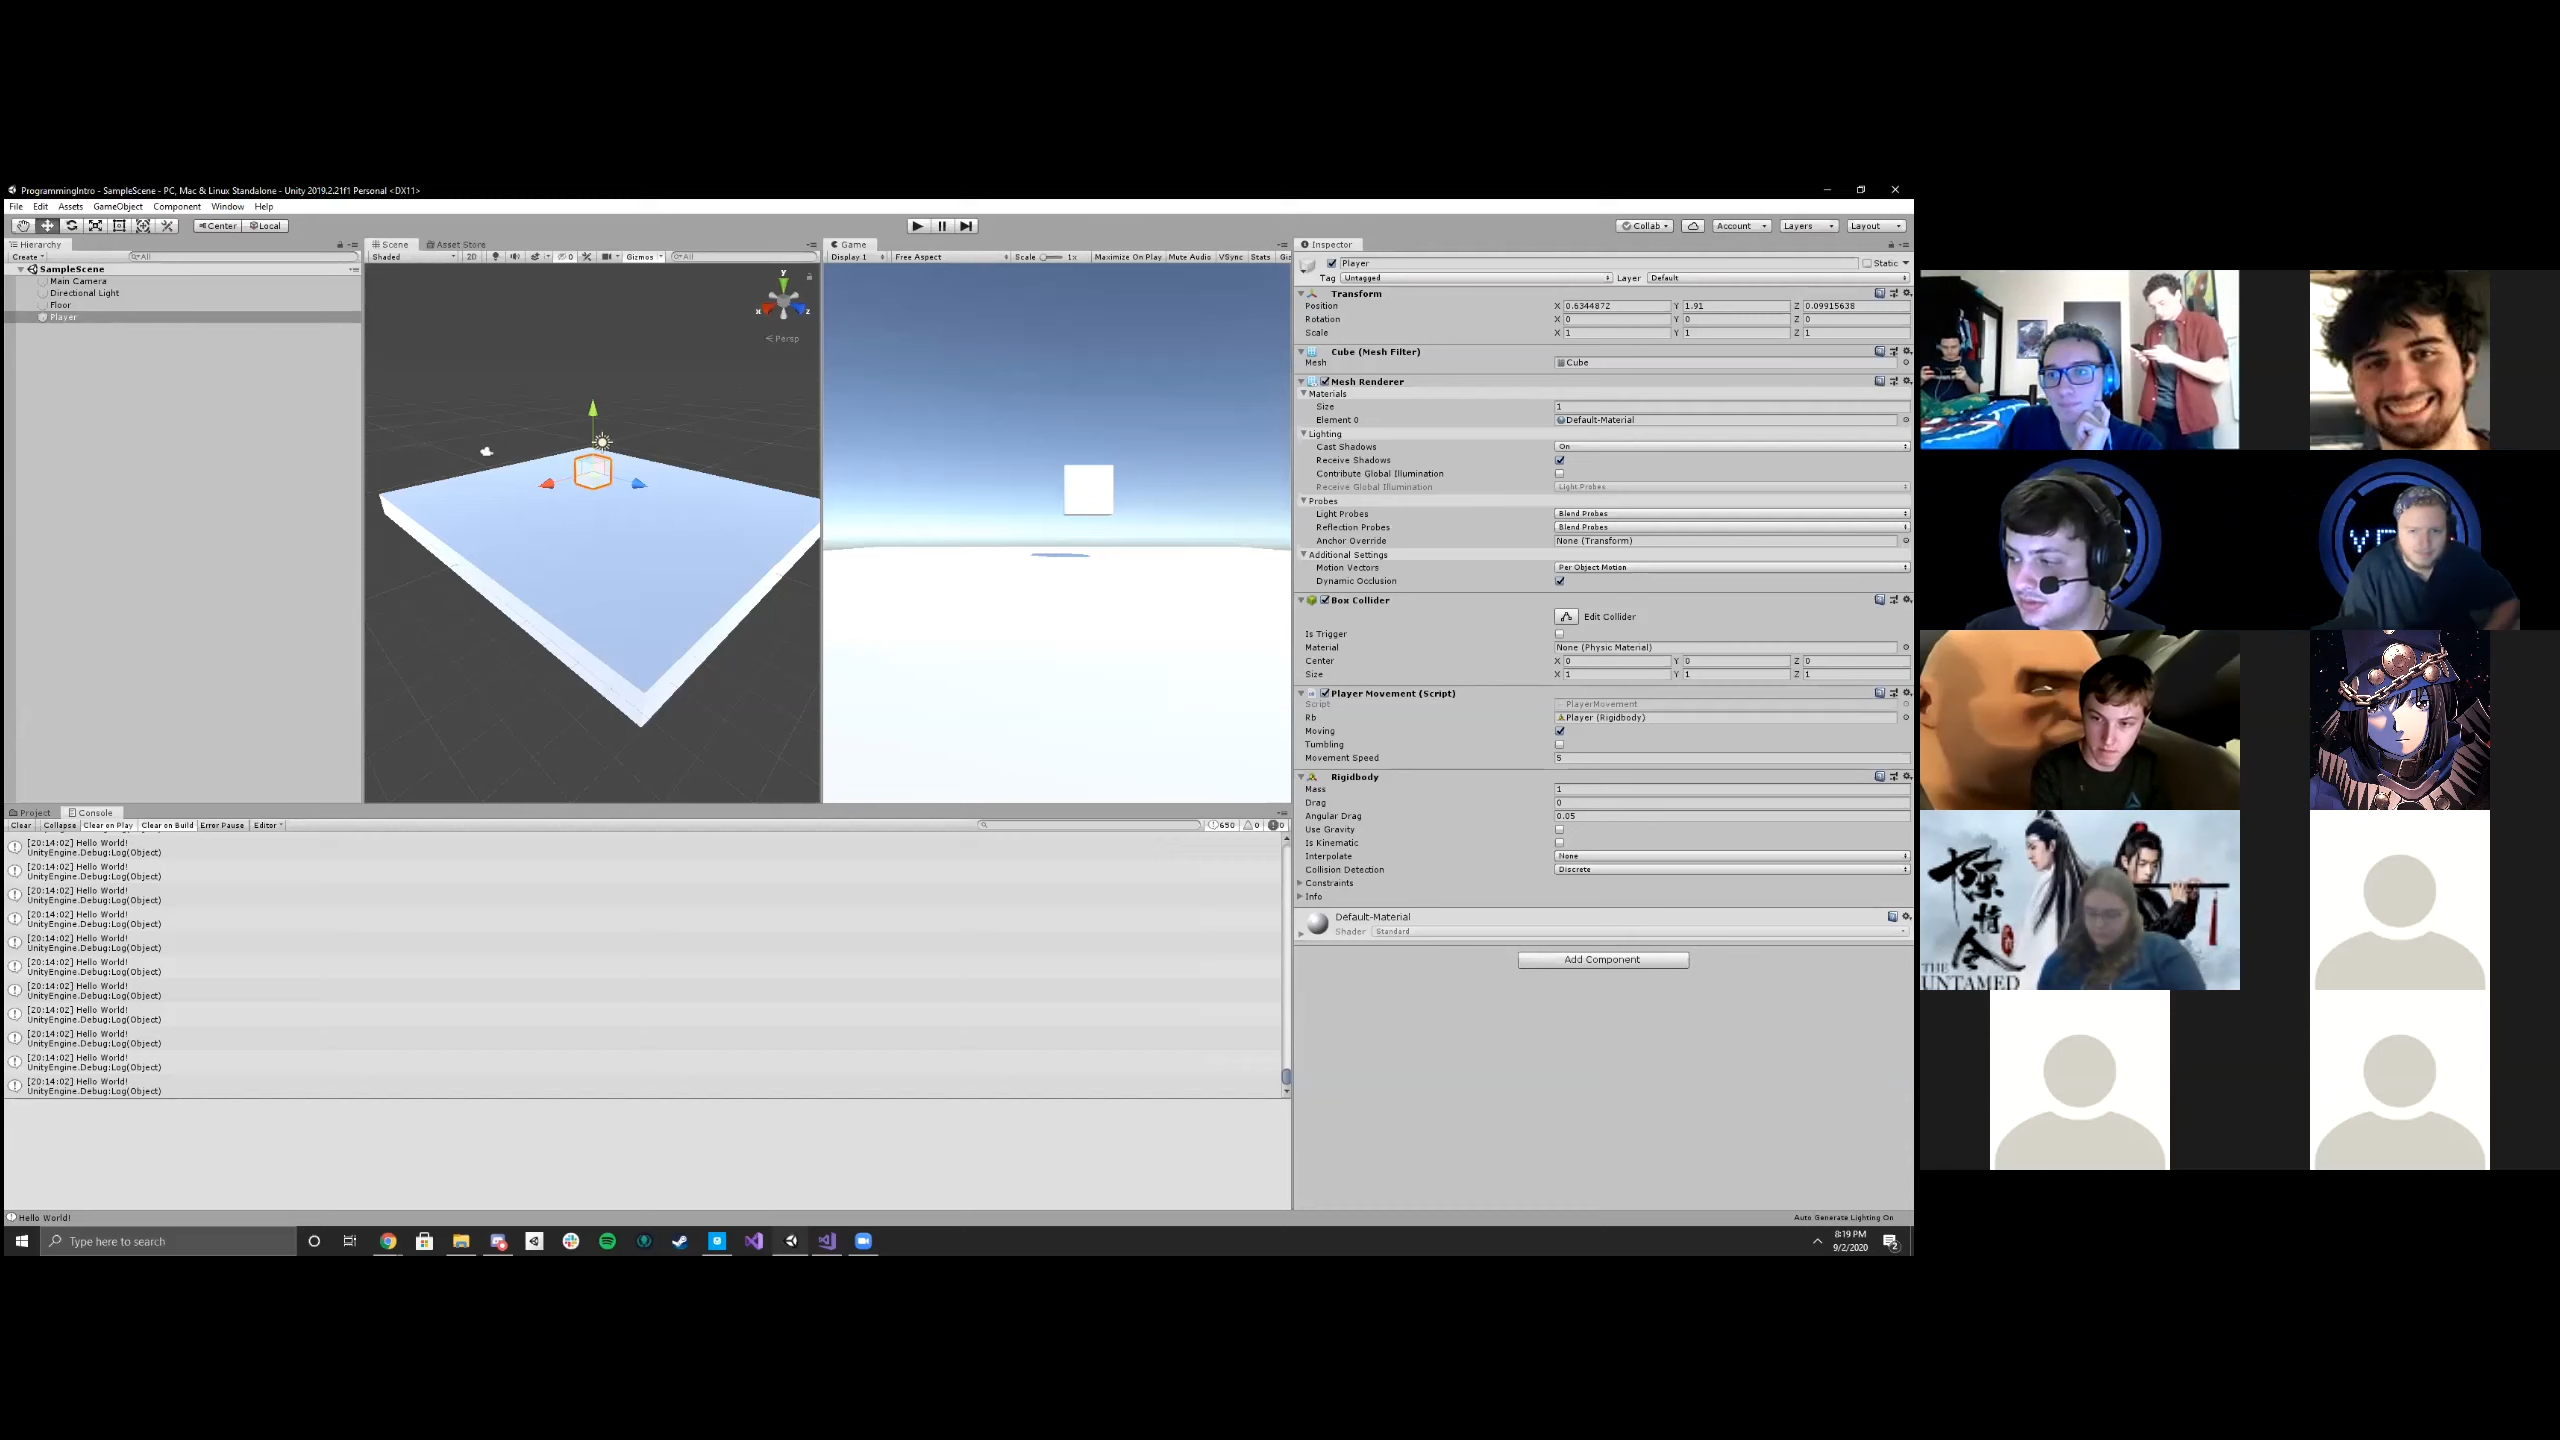 ProgrammingIntro - SampleScene - PC, Mac & Linux Standalone - Unity 2019.2.21f1 Personal <DX11>
File Edit Assets GameObject Component Window Help
Center Local
Collab Account Layers Layout
Hierarchy
Create All
SampleScene
Main Camera
Directional Light
Floor
Player
Scene Asset Store
Shaded 2D 0 Gizmos All
y
x z
Persp
Game
Display 1 Free Aspect Scale 1x Maximize On Play Mute Audio VSync Stats Gi
Inspector
Player Static
Tag Untagged Layer Default
Transform
Position X 0.6344872 Y 1.91 Z 0.09915638
Rotation X 0 Y 0 Z 0
Scale X 1 Y 1 Z 1
Cube (Mesh Filter)
Mesh Cube
Mesh Renderer
Materials
Size 1
Element 0 Default-Material
Lighting
Cast Shadows On
Receive Shadows
Contribute Global Illumination
Receive Global Illumination Light Probes
Probes
Light Probes Blend Probes
Reflection Probes Blend Probes
Anchor Override None (Transform)
Additional Settings
Motion Vectors Per Object Motion
Dynamic Occlusion
Box Collider
Edit Collider
Is Trigger
Material None (Physic Material)
Center X 0 Y 0 Z 0
Size X 1 Y 1 Z 1
Player Movement (Script)
Script PlayerMovement
Rb Player (Rigidbody)
Moving
Tumbling
Movement Speed 5
Rigidbody
Mass 1
Drag 0
Angular Drag 0.05
Use Gravity
Is Kinematic
Interpolate None
Collision Detection Discrete
Constraints
Info
Default-Material
Shader Standard
Add Component
Project Console
Clear Collapse Clear on Play Clear on Build Error Pause Editor 650 0 0
[20:14:02] Hello World!
UnityEngine.Debug:Log(Object)
[20:14:02] Hello World!
UnityEngine.Debug:Log(Object)
[20:14:02] Hello World!
UnityEngine.Debug:Log(Object)
[20:14:02] Hello World!
UnityEngine.Debug:Log(Object)
[20:14:02] Hello World!
UnityEngine.Debug:Log(Object)
[20:14:02] Hello World!
UnityEngine.Debug:Log(Object)
[20:14:02] Hello World!
UnityEngine.Debug:Log(Object)
[20:14:02] Hello World!
UnityEngine.Debug:Log(Object)
[20:14:02] Hello World!
UnityEngine.Debug:Log(Object)
[20:14:02] Hello World!
UnityEngine.Debug:Log(Object)
[20:14:02] Hello World!
UnityEngine.Debug:Log(Object)
Hello World!
Auto Generate Lighting On
Type here to search
8:19 PM
9/2/2020
2
陈情令
THE
UNTAMED